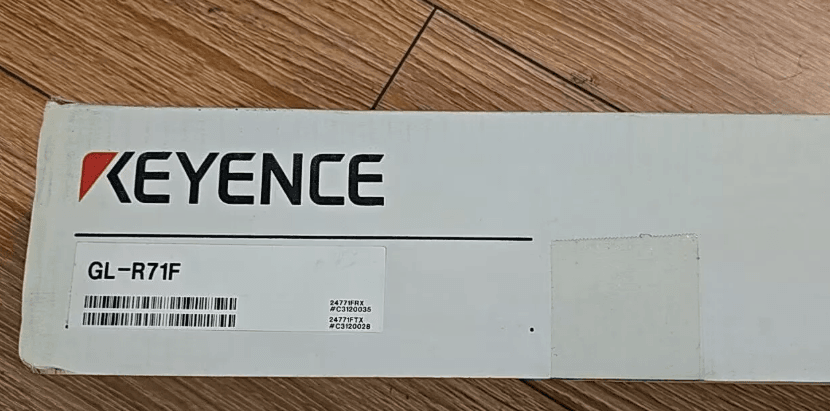 KEYENCE
GL-R71F
24771FRX
#C3120035
24771FTX
#C3120028